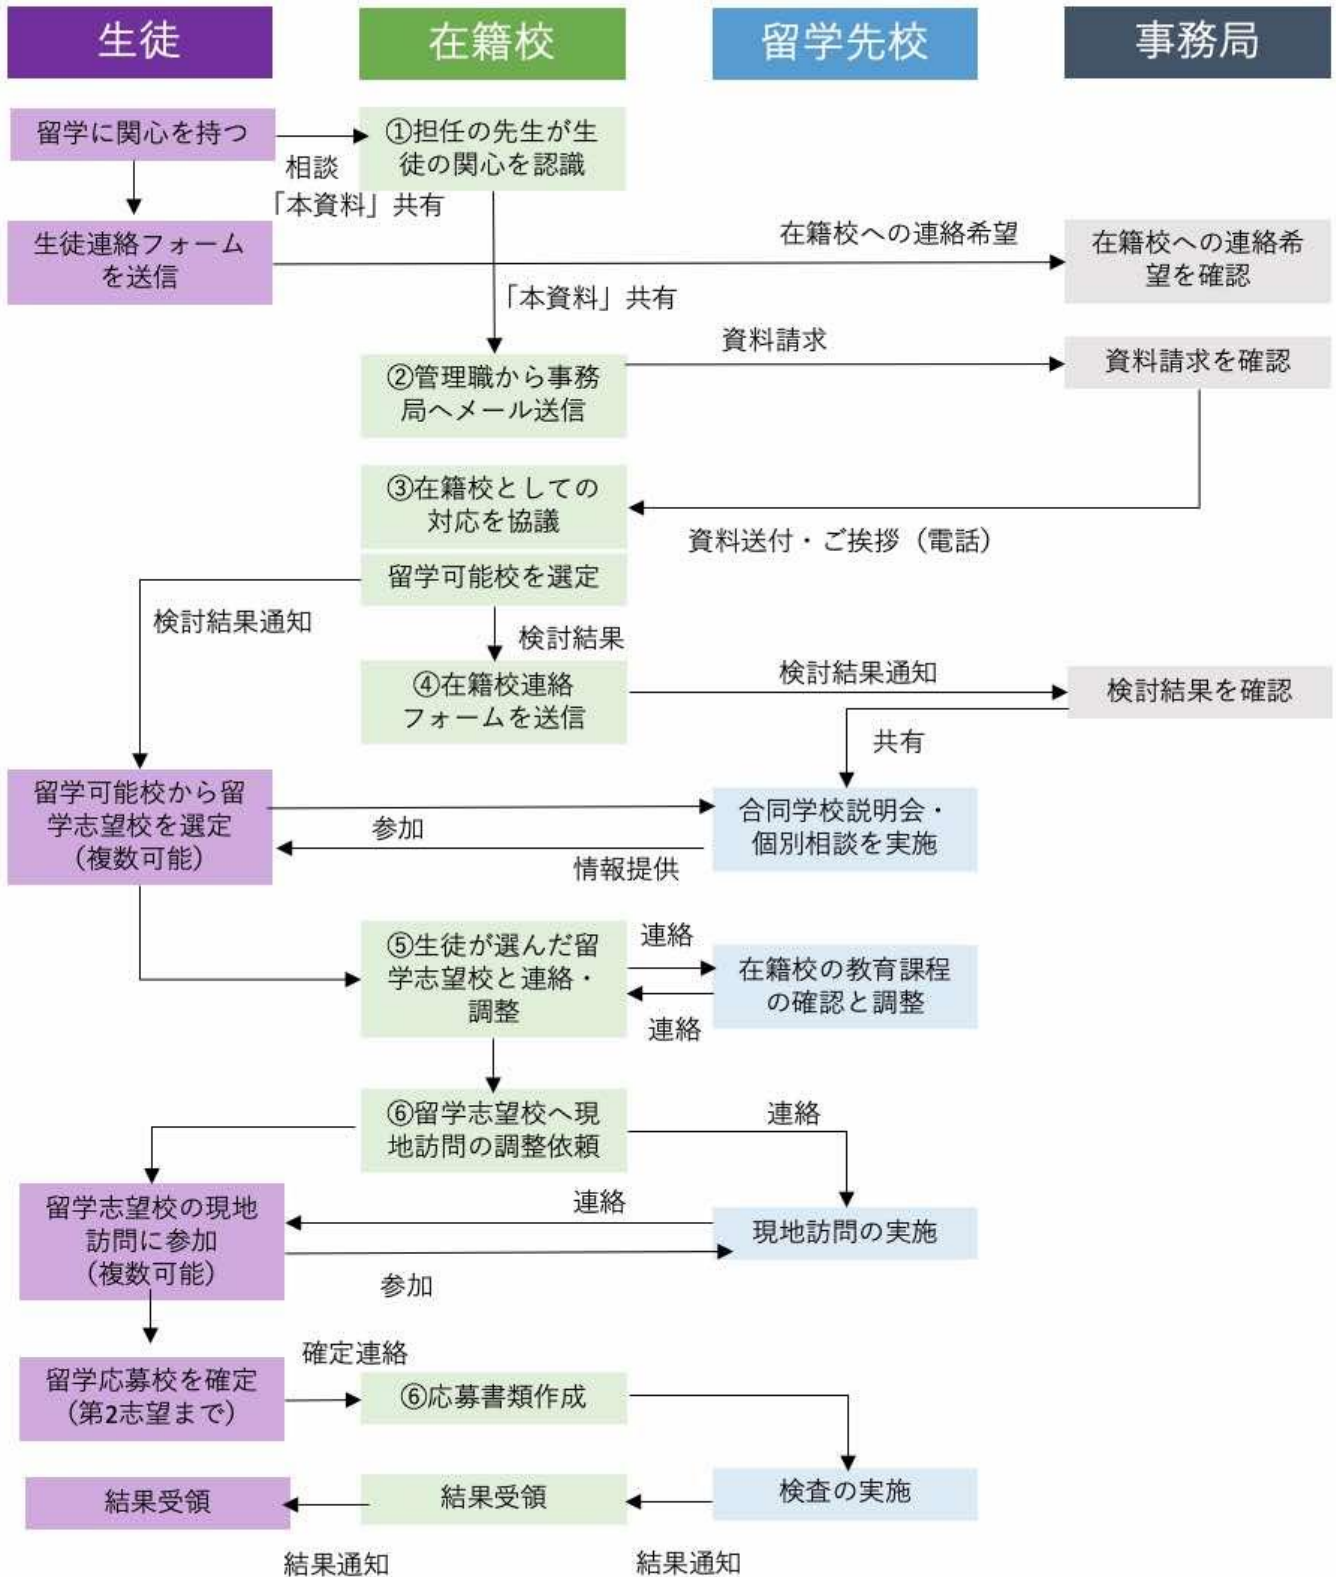 生徒
在籍校
留学先校
事務局
留学に関心を持つ
①担任の先生が生
徒の関心を認識
相談
「本資料」共有
生徒連絡フォーム
を送信
在籍校への連絡希望
在籍校への連絡希
望を確認
「本資料」共有
資料請求
資料請求を確認
②管理職から事務
局へメール送信
③在籍校としての
対応を協議
資料送付・ご挨拶（電話）
留学可能校を選定
検討結果通知
検討結果
④在籍校連絡
フォームを送信
検討結果通知
検討結果を確認
共有
留学可能校から留
学志望校を選定
（複数可能）
参加
情報提供
合同学校説明会・
個別相談を実施
⑤生徒が選んだ留
学志望校と連絡・
調整
連絡
連絡
在籍校の教育課程
の確認と調整
⑥留学志望校へ現
地訪問の調整依頼
連絡
留学志望校の現地
訪問に参加
（複数可能）
連絡
現地訪問の実施
参加
留学応募校を確定
（第2志望まで）
確定連絡
⑥応募書類作成
結果受領
結果受領
検査の実施
結果通知
結果通知